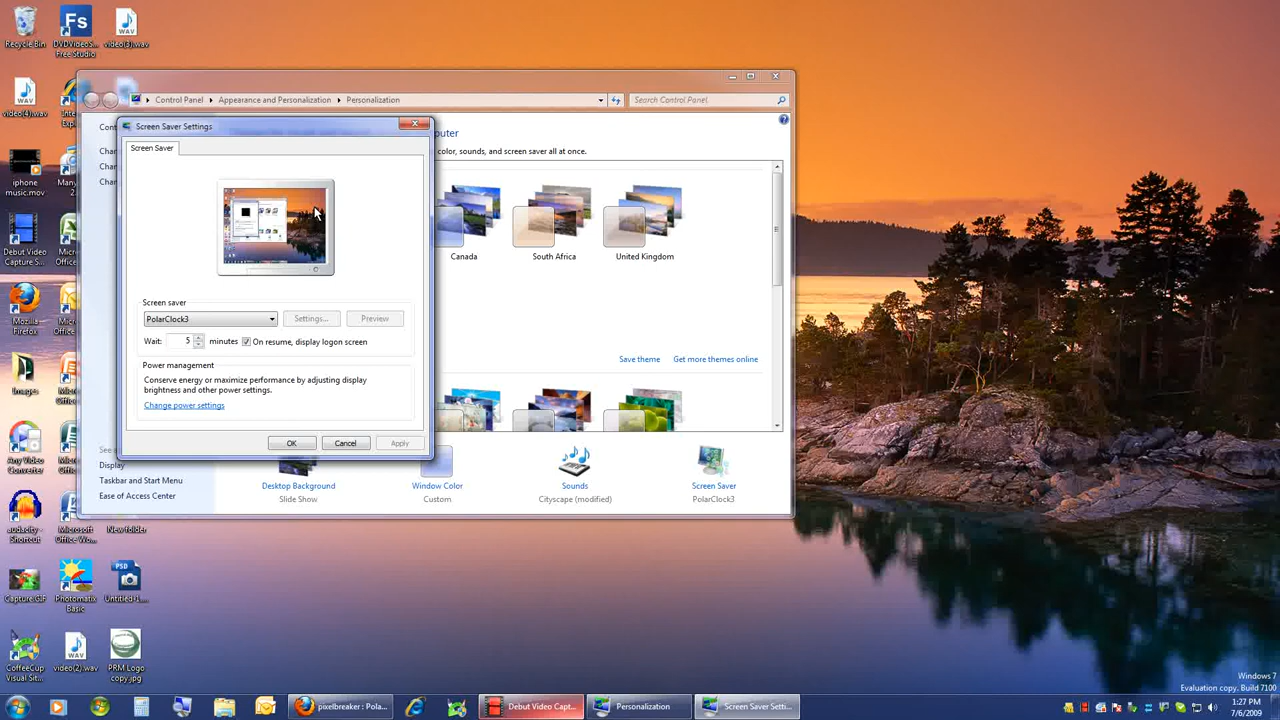 Recycle Bin
Fs
DVDVideoS...
Free Studio
WAV
video(3).wav
WAV
video(4).wav
Control Panel
Appearance and Personalization
Personalization
Search Control Panel
color, sounds, and screen saver all at once.
Screen Saver Settings
Screen Saver
Canada
South Africa
United Kingdom
Screen saver
PolarClock3
Settings...
Preview
Wait:
5
minutes
On resume, display logon screen
Power management
Conserve energy or maximize performance by adjusting display
brightness and other power settings.
Change power settings
OK
Cancel
Apply
Save theme
Get more themes online
Display
Taskbar and Start Menu
Ease of Access Center
Desktop Background
Slide Show
Window Color
Custom
Sounds
Cityscape (modified)
Screen Saver
PolarClock3
iphone
music.mov
Debut Video
Capture S...
Mozilla
Firefox
Images
Any Video
Converter
audacity -
Shortcut
Microsoft
Office Wo...
New folder
Capture.GIF
Photomatix
Basic
PSD
Untitled-1....
CoffeeCup
Visual Sit...
WAV
video(2).wav
PRM Logo
copy.jpg
Windows 7
Evaluation copy. Build 7100
pixelbreaker : Pola...
Debut Video Capt...
Personalization
Screen Saver Setti...
1:27 PM
7/6/2009